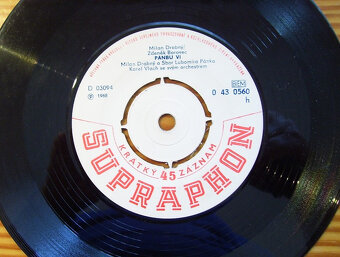 Milan Drobný
Zdeněk Borovec
PÁNBŮ VÍ
Milan Drobný a Sbor Lubomíra Pánka
Karel Vlach se svým orchestrem
D 03094
℗ 1968
0 43 0560
h
KRÁTKÝ 45 ZÁZNAM
SUPRAPHON